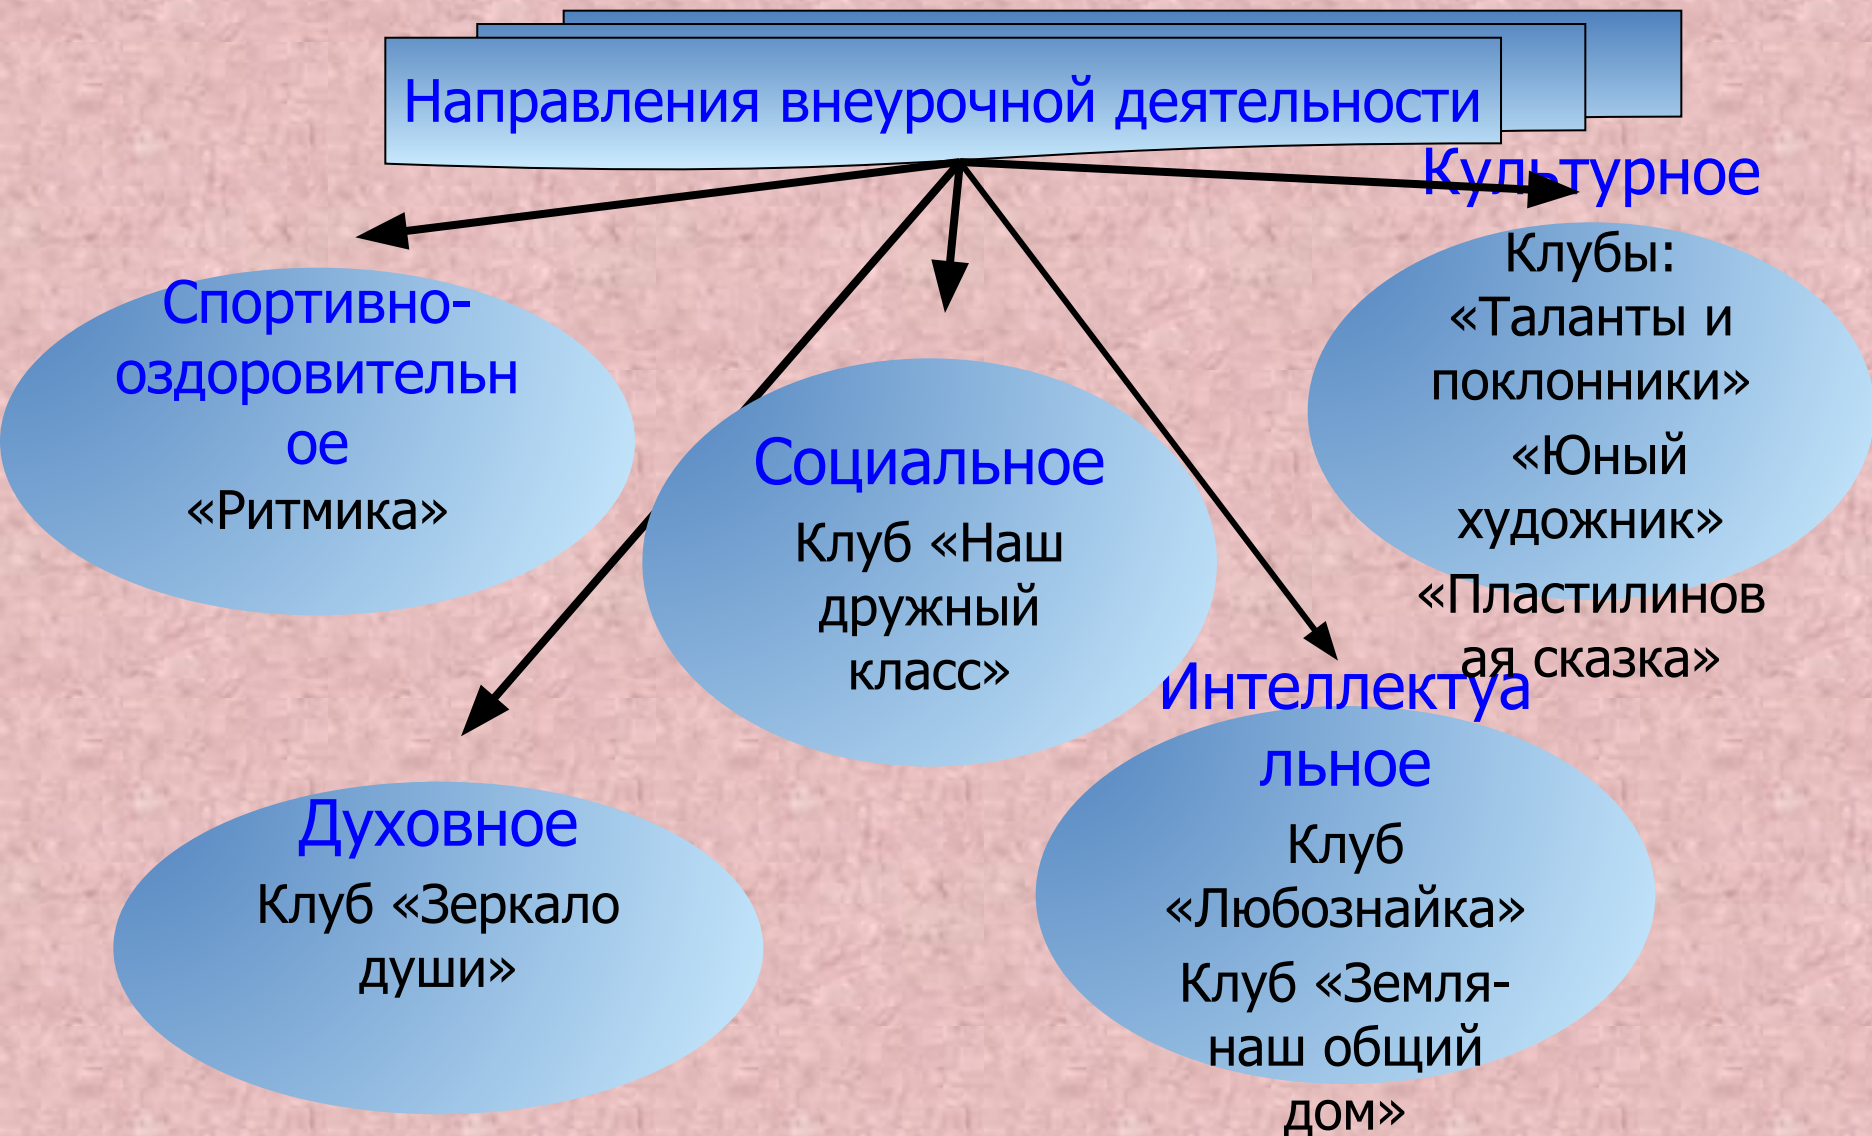 Направления внеурочной деятельности
Культурное
Клубы:
«Таланты и
поклонники»
«Юный
художник»
«Пластилинов
ая сказка»
Спортивно-
оздоровительн
ое
«Ритмика»
Социальное
Клуб «Наш
дружный
класс»
Духовное
Клуб «Зеркало
души»
Интеллектуа
льное
Клуб
«Любознайка»
Клуб «Земля-
наш общий
дом»